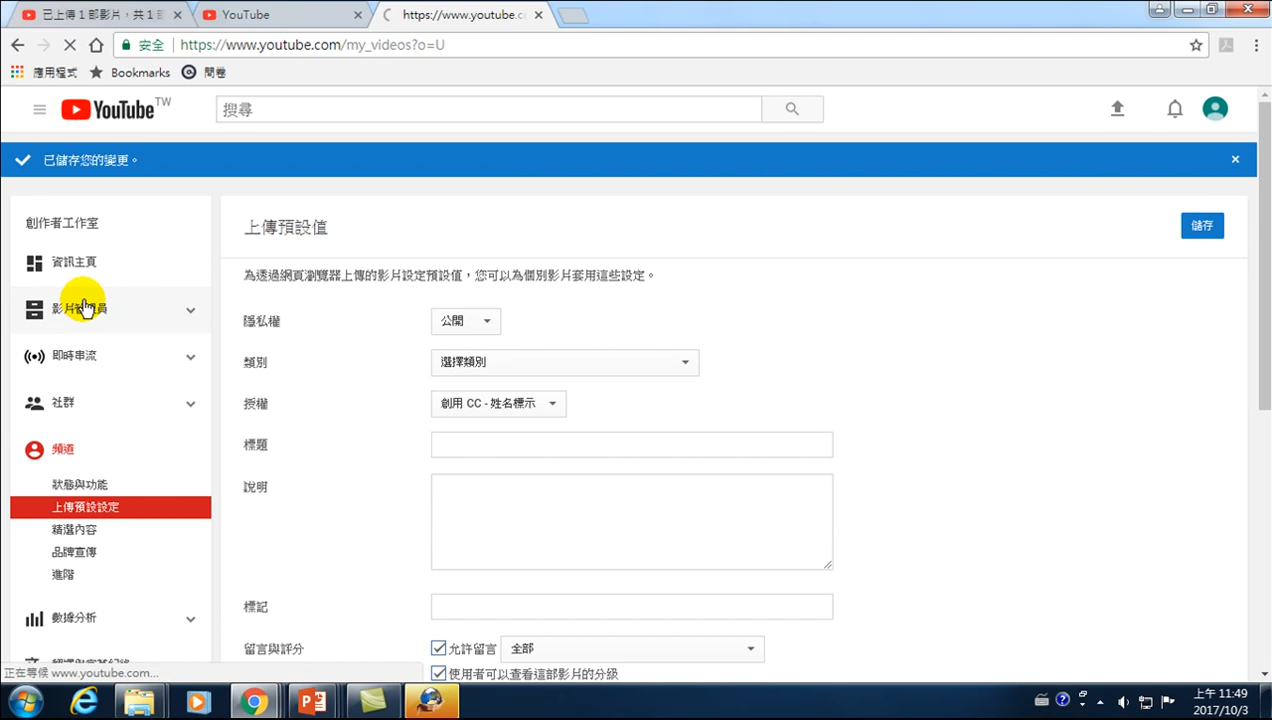 已上傳 1 部影片，共 1 部
YouTube
https://www.youtube.c
安全
https://www.youtube.com/my_videos?o=U
應用程式
Bookmarks
問卷
YouTube TW
搜尋
已儲存您的變更。
創作者工作室
上傳預設值
儲存
資訊主頁
為透過網頁瀏覽器上傳的影片設定預設值，您可以為個別影片套用這些設定。
影片管理員
隱私權
公開
即時串流
類別
選擇類別
社群
授權
創用 CC - 姓名標示
頻道
標題
狀態與功能
說明
上傳預設設定
精選內容
品牌宣傳
進階
標記
數據分析
留言與評分
允許留言
全部
使用者可以查看這部影片的分級
正在等候 www.youtube.com...
上午 11:49
2017/10/3